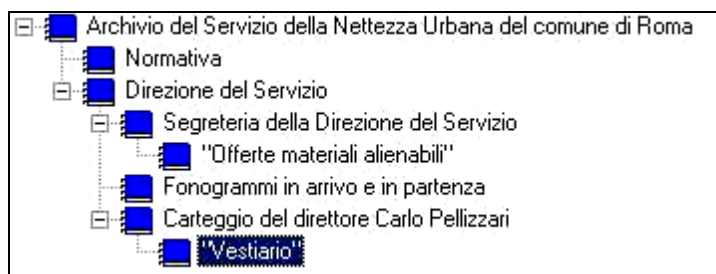 Archivio del Servizio della Nettezza Urbana del comune di Roma
Normativa
Direzione del Servizio
Segreteria della Direzione del Servizio
"Offerte materiali alienabili"
Fonogrammi in arrivo e in partenza
Carteggio del direttore Carlo Pellizzari
"Vestiario"